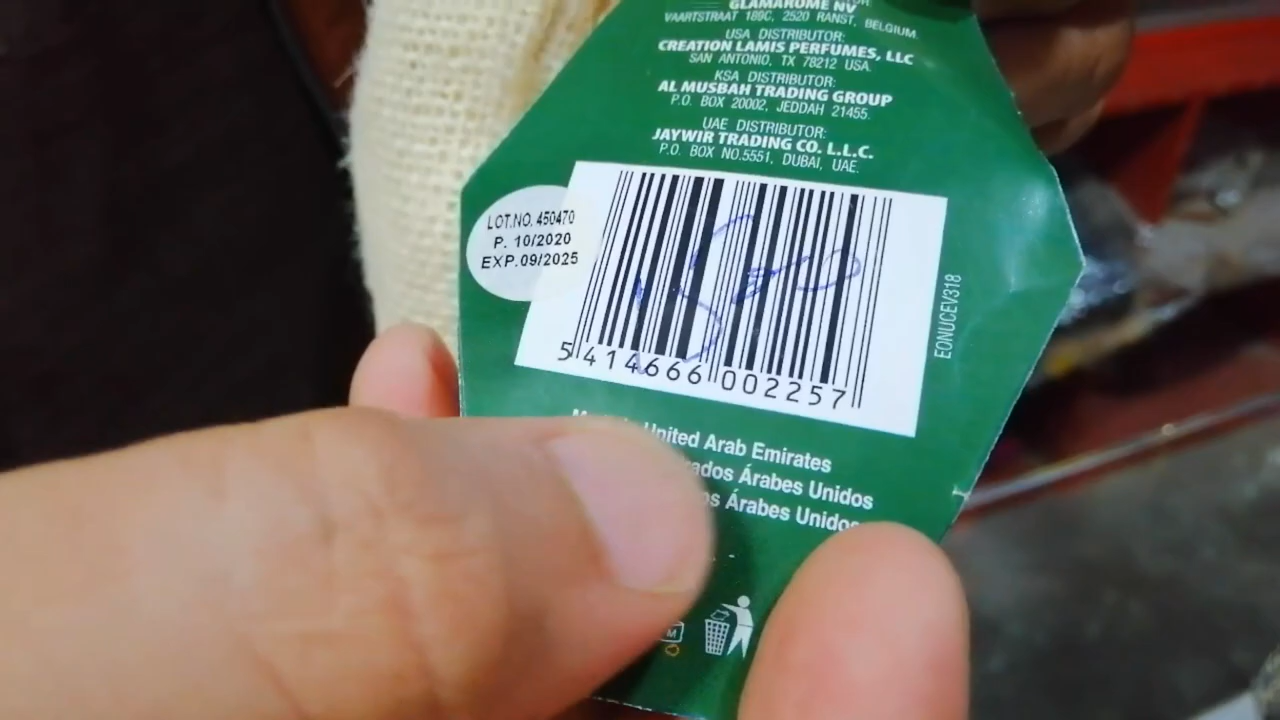 GLAMAROME NV
VAARTSTRAAT 189C, 2520 RANST, BELGIUM.
USA DISTRIBUTOR:
CREATION LAMIS PERFUMES, LLC
SAN ANTONIO, TX 78212 USA.
KSA DISTRIBUTOR:
AL MUSBAH TRADING GROUP
P.O. BOX 20002, JEDDAH 21455.
UAE DISTRIBUTOR:
JAYWIR TRADING CO. L.L.C.
P.O. BOX NO.5551, DUBAI, UAE.
LOT.NO. 450470
P. 10/2020
EXP.09/2025
5 414666 002257
EONUCEV318
United Arab Emirates
Árabes Unidos
Árabes Unidos